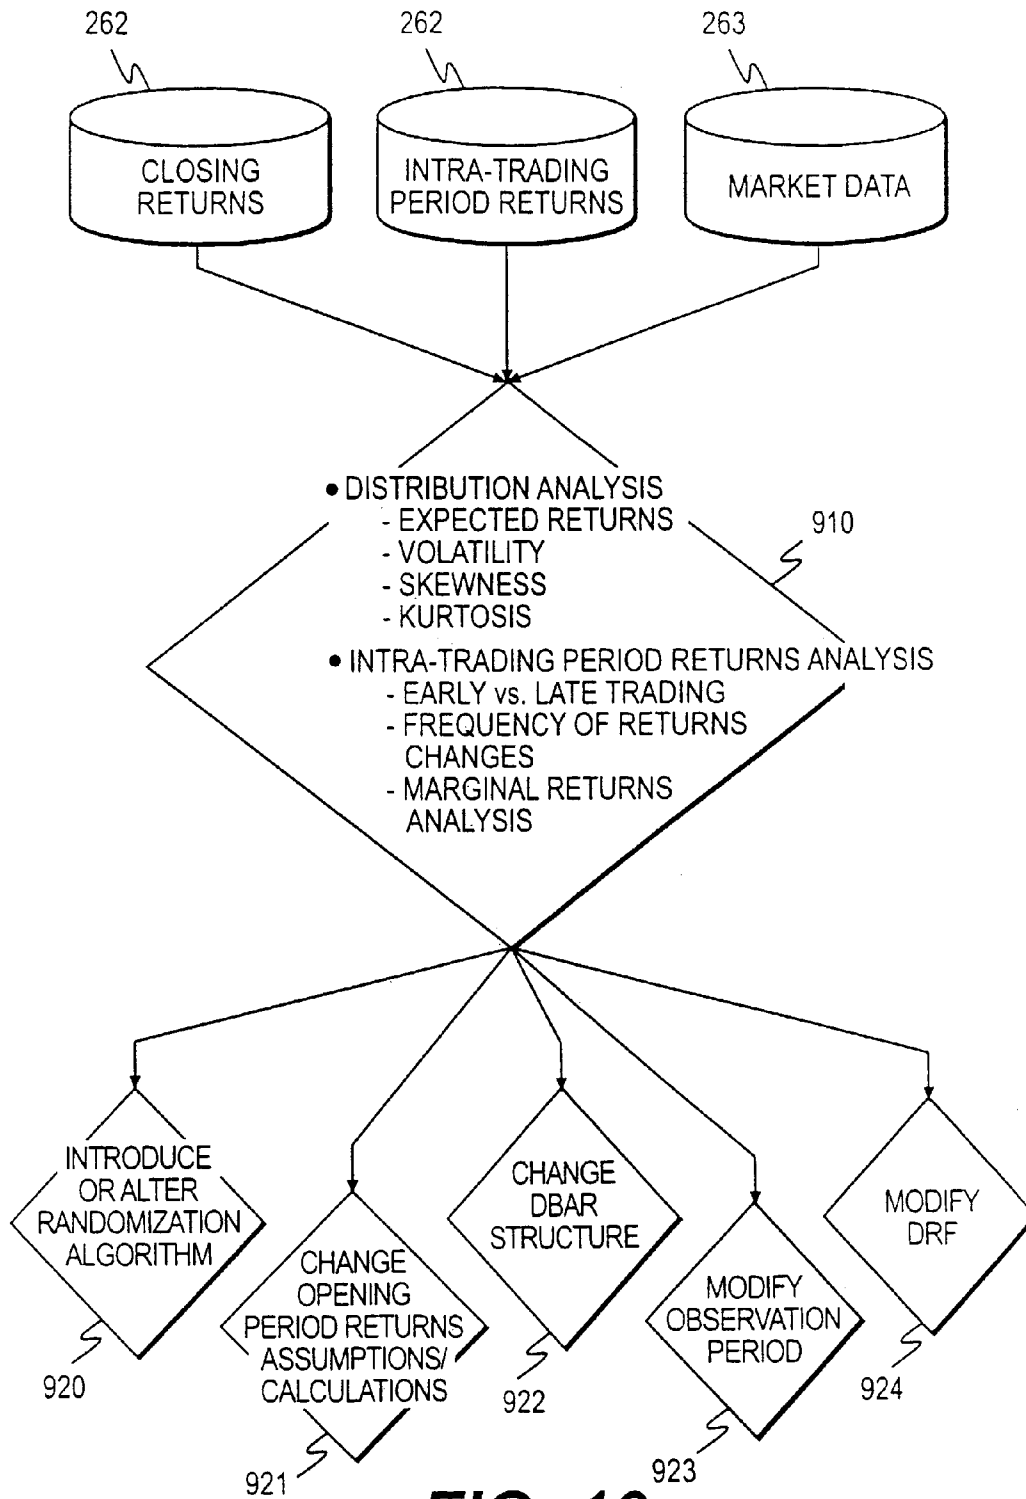 262
262
263
CLOSING
RETURNS
INTRA-TRADING
PERIOD RETURNS
MARKET DATA
• DISTRIBUTION ANALYSIS
- EXPECTED RETURNS
- VOLATILITY
- SKEWNESS
- KURTOSIS
910
• INTRA-TRADING PERIOD RETURNS ANALYSIS
- EARLY vs. LATE TRADING
- FREQUENCY OF RETURNS
CHANGES
- MARGINAL RETURNS
ANALYSIS
INTRODUCE
OR ALTER
RANDOMIZATION
ALGORITHM
920
CHANGE
OPENING
PERIOD RETURNS
ASSUMPTIONS/
CALCULATIONS
921
CHANGE
DBAR
STRUCTURE
922
MODIFY
OBSERVATION
PERIOD
923
MODIFY
DRF
924
FIG.